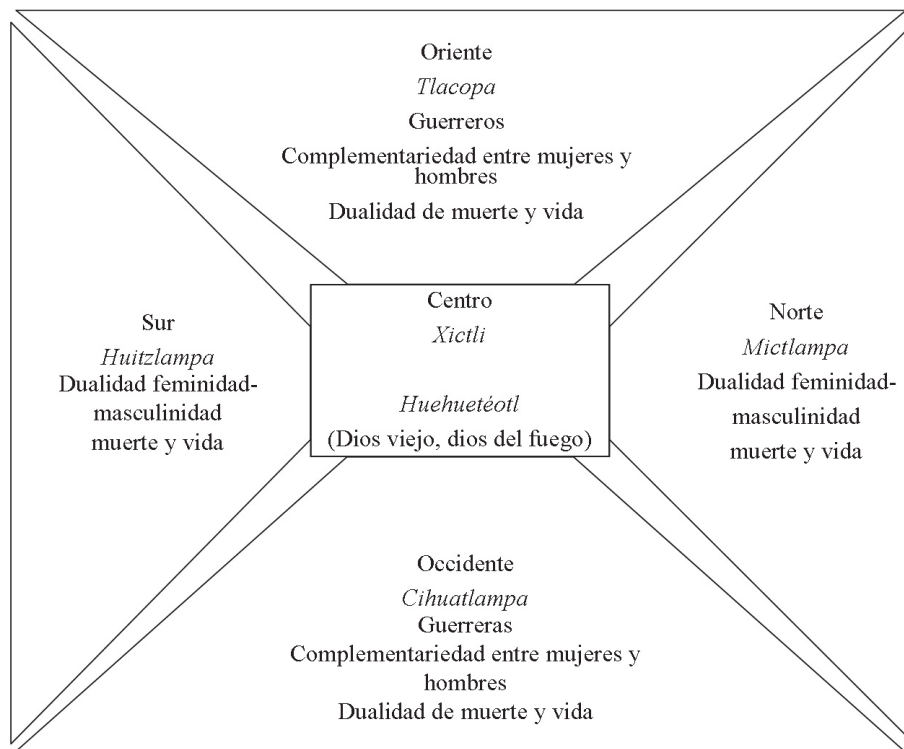 Oriente
Tlacopa
Guerreros
Complementariedad entre mujeres y
hombres
Dualidad de muerte y vida
Sur
Huitzlampa
Dualidad feminidad-
masculinidad
muerte y vida
Centro
Xictli
Huehuetéotl
(Dios viejo, dios del fuego)
Norte
Mictlampa
Dualidad feminidad-
masculinidad
muerte y vida
Occidente
Cihuatlampa
Guerreras
Complementariedad entre mujeres y
hombres
Dualidad de muerte y vida